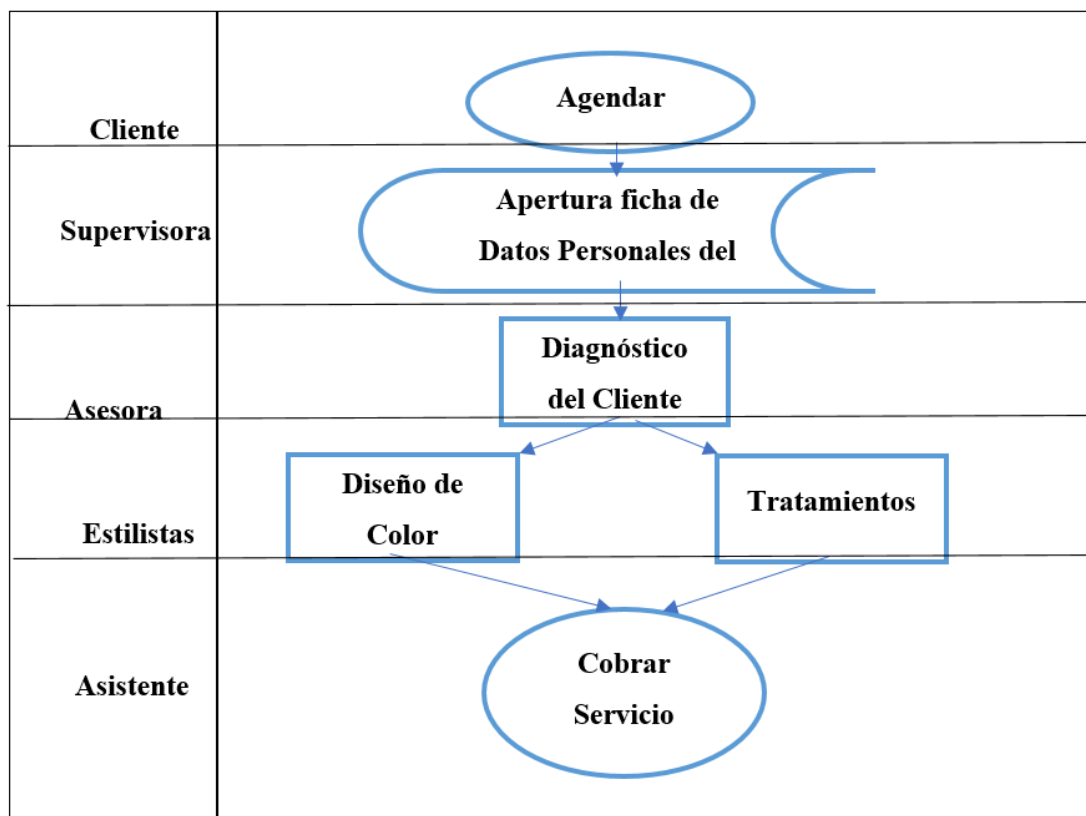 Cliente
Agendar
Supervisora
Apertura ficha de
Datos Personales del
Asesora
Diagnóstico
del Cliente
Estilistas
Diseño de
Color
Tratamientos
Asistente
Cobrar
Servicio